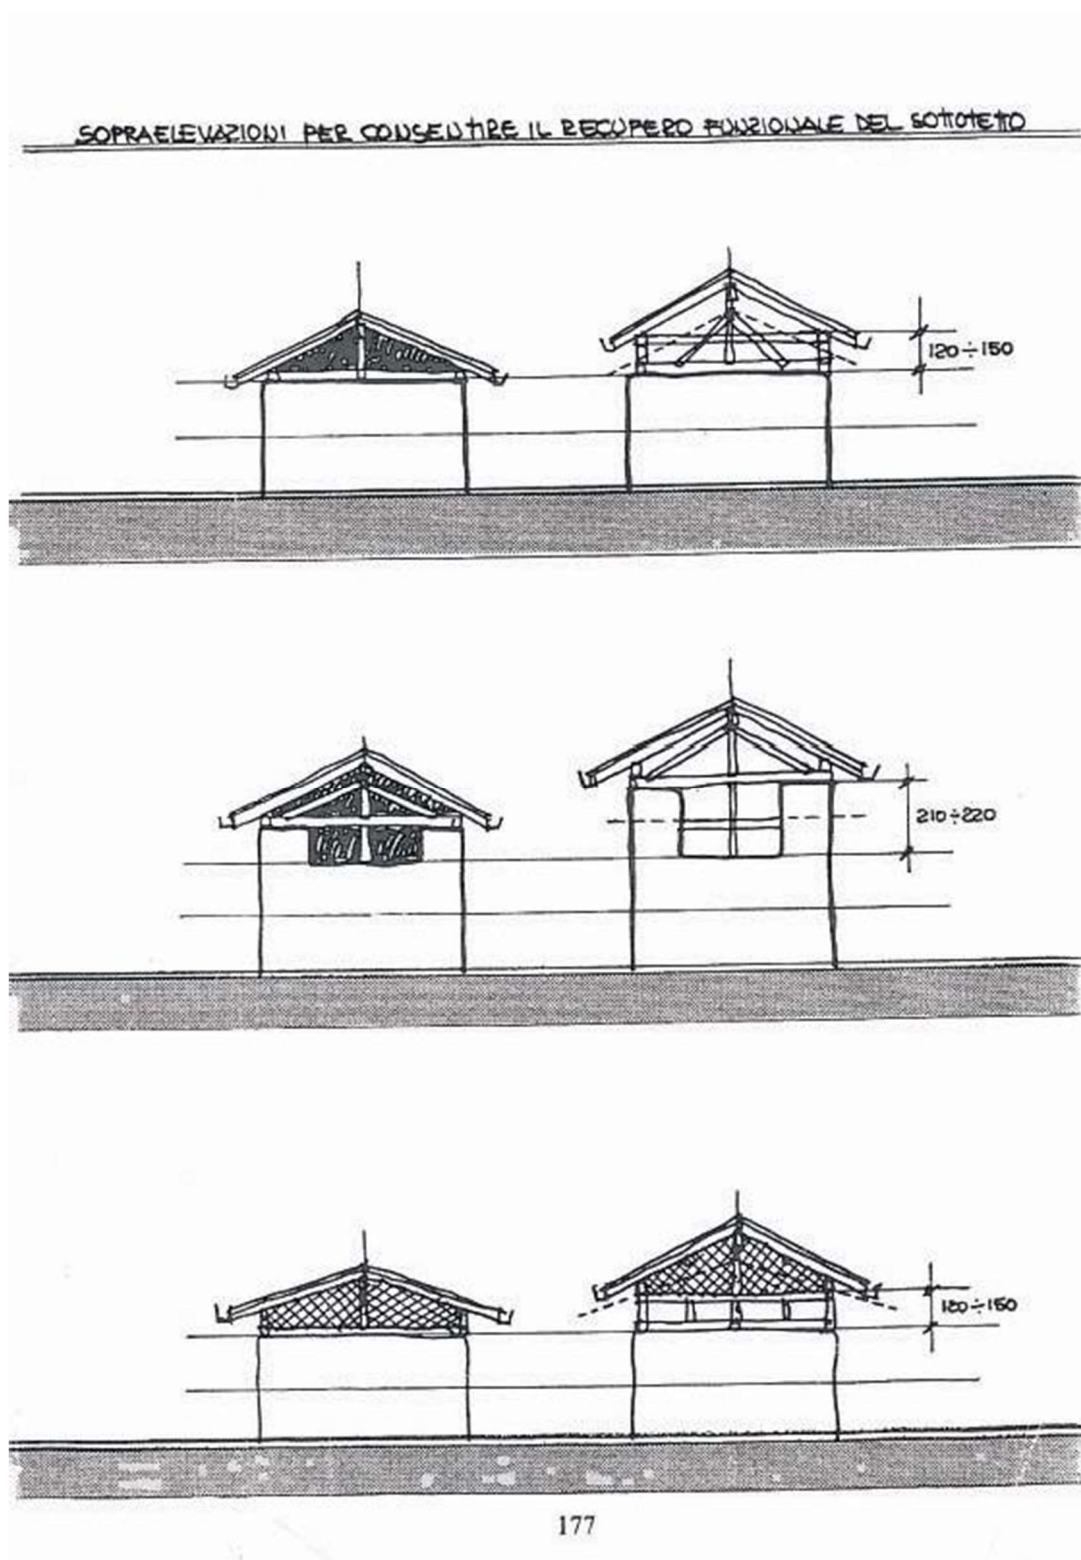 SOPRAELEVAZIONI PER CONSENTIRE IL RECUPERO FUNZIONALE DEL SOTTOTETTO
120÷150
210÷220
120÷150
177